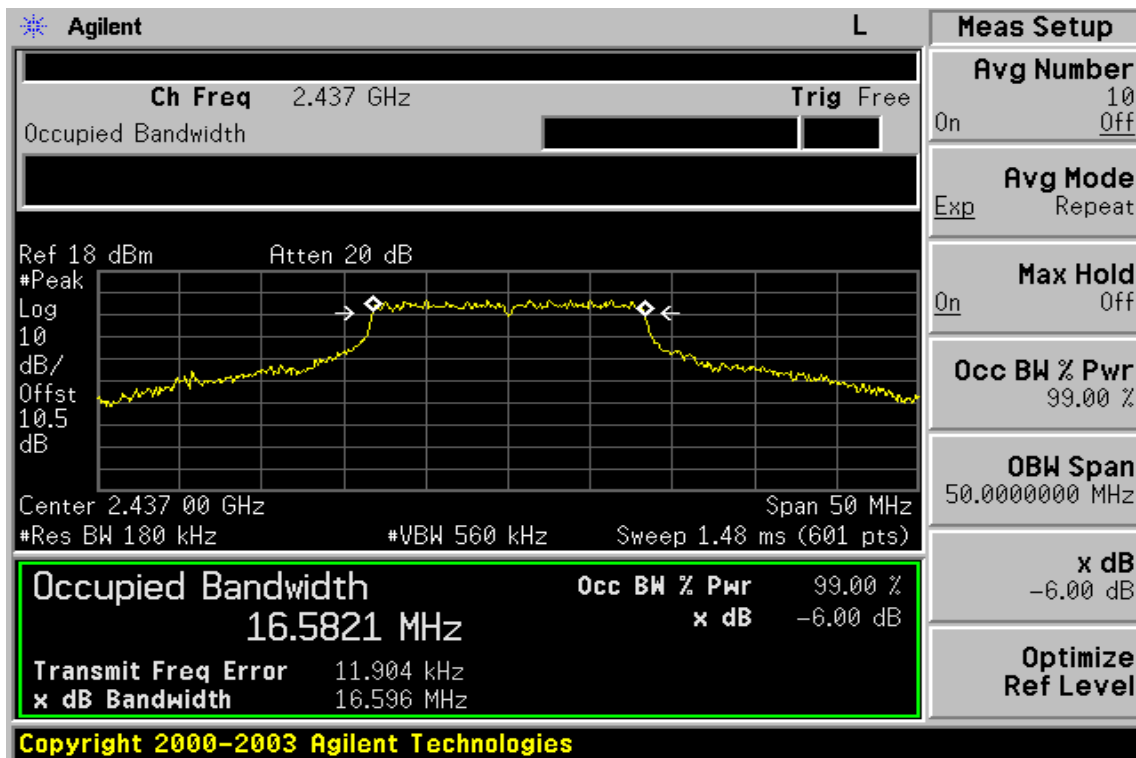 Agilent L
Ch Freq 2.437 GHz Trig Free
Occupied Bandwidth
Ref 18 dBm Atten 20 dB
#Peak
Log
10
dB/
Offst
10.5
dB
Center 2.437 00 GHz Span 50 MHz
#Res BW 180 kHz #VBW 560 kHz Sweep 1.48 ms (601 pts)
Occupied Bandwidth
16.5821 MHz
Occ BW % Pwr 99.00 %
x dB -6.00 dB
Transmit Freq Error 11.904 kHz
x dB Bandwidth 16.596 MHz
Copyright 2000-2003 Agilent Technologies
Meas Setup
Avg Number
10
On Off
Avg Mode
Exp Repeat
Max Hold
On Off
Occ BW % Pwr
99.00 %
OBW Span
50.0000000 MHz
x dB
-6.00 dB
Optimize
Ref Level